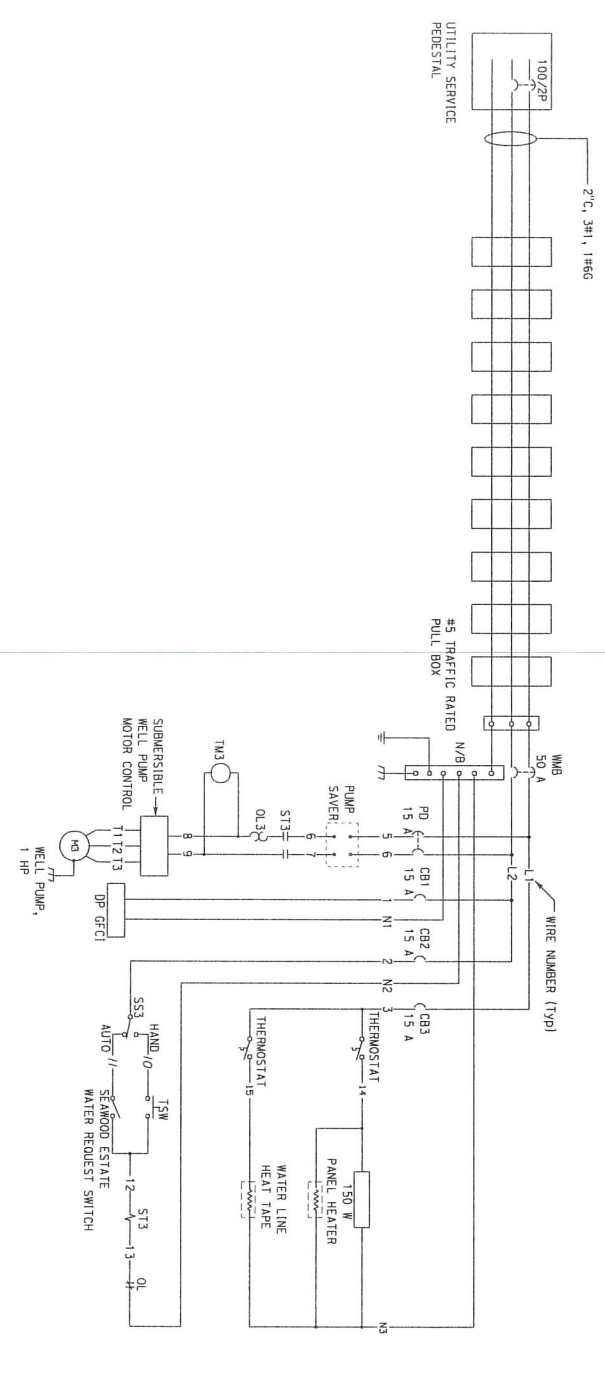 UTILITY SERVICE
PEDESTAL
100/2P
2"C, 3#1, 1#6G
#5 TRAFFIC RATED
PULL BOX
WMB
50 A
N/B
L1
L2
WIRE NUMBER (Typ)
PD
15 A
5
6
PUMP
SAVER
6
7
ST3
OL3
TM3
8
9
SUBMERSIBLE
WELL PUMP
MOTOR CONTROL
T1
T2
T3
M3
WELL PUMP,
1 HP
CB1
15 A
1
N1
DP GFCI
CB2
15 A
2
N2
SS3
HAND
AUTO
10
11
TSW
SEAWOOD ESTATE
WATER REQUEST SWITCH
12
ST3
13
OL
CB3
15 A
3
THERMOSTAT
14
150 W
PANEL HEATER
THERMOSTAT
15
WATER LINE
HEAT TAPE
N3